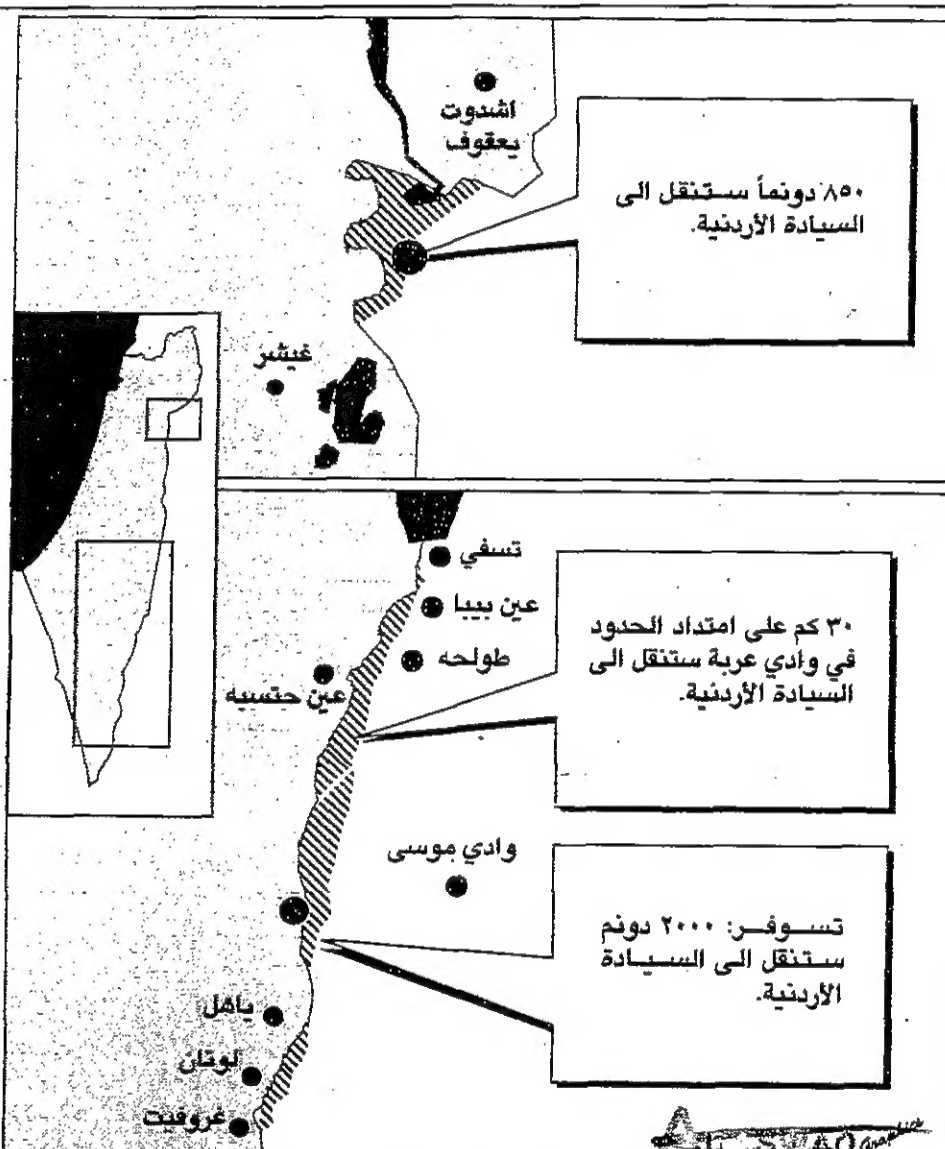 اشدوت
يعقوف
٨٥٠ دونماً ستنقل الى
السيادة الأردنية.
غيشر
تسفي
عين بيبا
طولحه
عين حتسبيه
٣٠ كم على امتداد الحدود
في وادي عربة ستنقل الى
السيادة الأردنية.
وادي موسى
تسوفر: ٢٠٠٠ دونم
ستنقل الى السيادة
الأردنية.
ياهل
لوتان
غروفيت